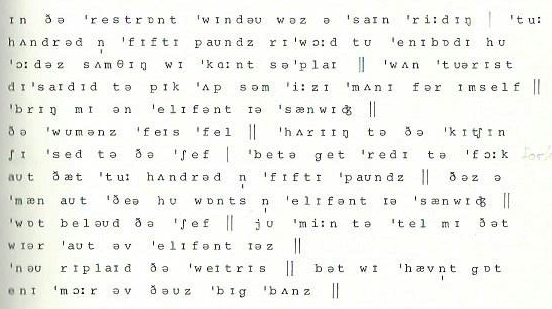 ɪn ðə ˈrestrɒnt ˈwɪndəʊ wəz ə ˈsaɪn ˈriːdɪŋ | ˈtuː
hʌndrəd n̩ ˈfɪftɪ paʊndz rɪˈwɔːd tʊ ˈenɪbɒdɪ hʊ
ˈɔːdəz sʌmθɪŋ wɪ ˈkɑːnt səˈplaɪ ‖ ˈwʌn ˈtʊərɪst
dɪˈsaɪdɪd tə pɪk ˈʌp səm ˈiːzɪ ˈmʌnɪ fər ɪmself ‖
ˈbrɪŋ mɪ ən ˈelɪfənt ɪə ˈsænwɪʤ ‖
ðə ˈwʊmənz ˈfeɪs ˈfel ‖ ˈhʌrɪɪŋ tə ðə ˈkɪtʃɪn
ʃɪ ˈsed tə ðə ˈʃef | ˈbetə get ˈredɪ tə ˈfɔːk
aʊt ðæt ˈtuː hʌndrəd n̩ ˈfɪftɪ ˈpaʊndz ‖ ðəz ə
ˈmæn aʊt ˈðeə hʊ wɒnts n̩ ˈelɪfənt ɪə ˈsænwɪʤ ‖
ˈwɒt beləʊd ðə ˈʃef ‖ jʊ ˈmiːn tə ˈtel mɪ ðət
wɪər ˈaʊt əv ˈelɪfənt ɪəz ‖
ˈnəʊ rɪplaɪd ðə ˈweɪtrɪs ‖ bət wɪ ˈhævn̩t gɒt
enɪ ˈmɔːr əv ðəʊz ˈbɪg ˈbʌnz ‖